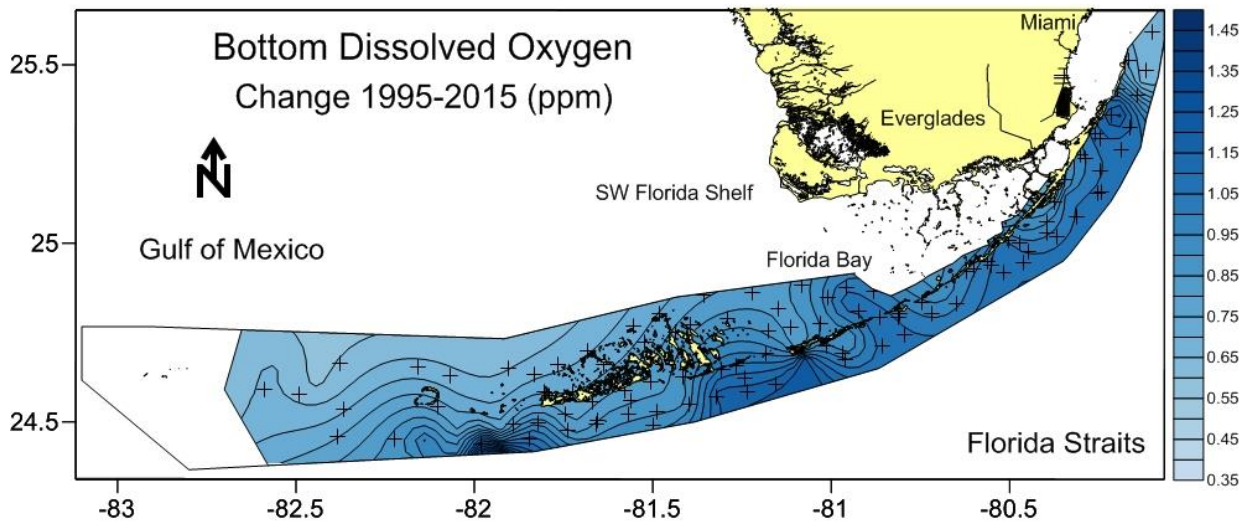 Bottom Dissolved Oxygen
Change 1995-2015 (ppm)
N
Miami
Everglades
SW Florida Shelf
Gulf of Mexico
Florida Bay
Florida Straits
25.5
25
24.5
-83
-82.5
-82
-81.5
-81
-80.5
1.45
1.35
1.25
1.15
1.05
0.95
0.85
0.75
0.65
0.55
0.45
0.35